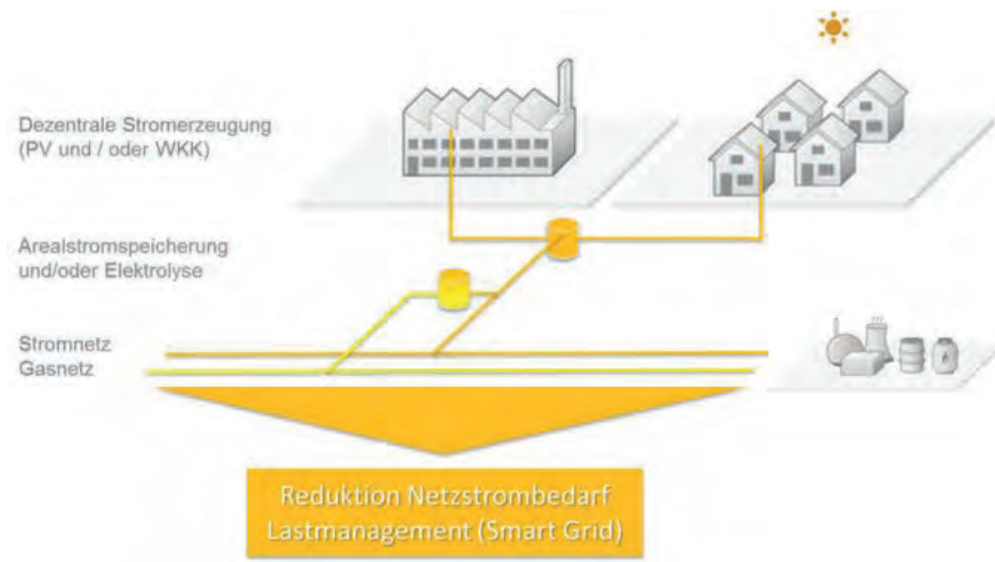 Dezentrale Stromerzeugung
(PV und / oder WKK)
Arealstromspeicherung
und/oder Elektrolyse
Stromnetz
Gasnetz
Reduktion Netzstrombedarf
Lastmanagement (Smart Grid)